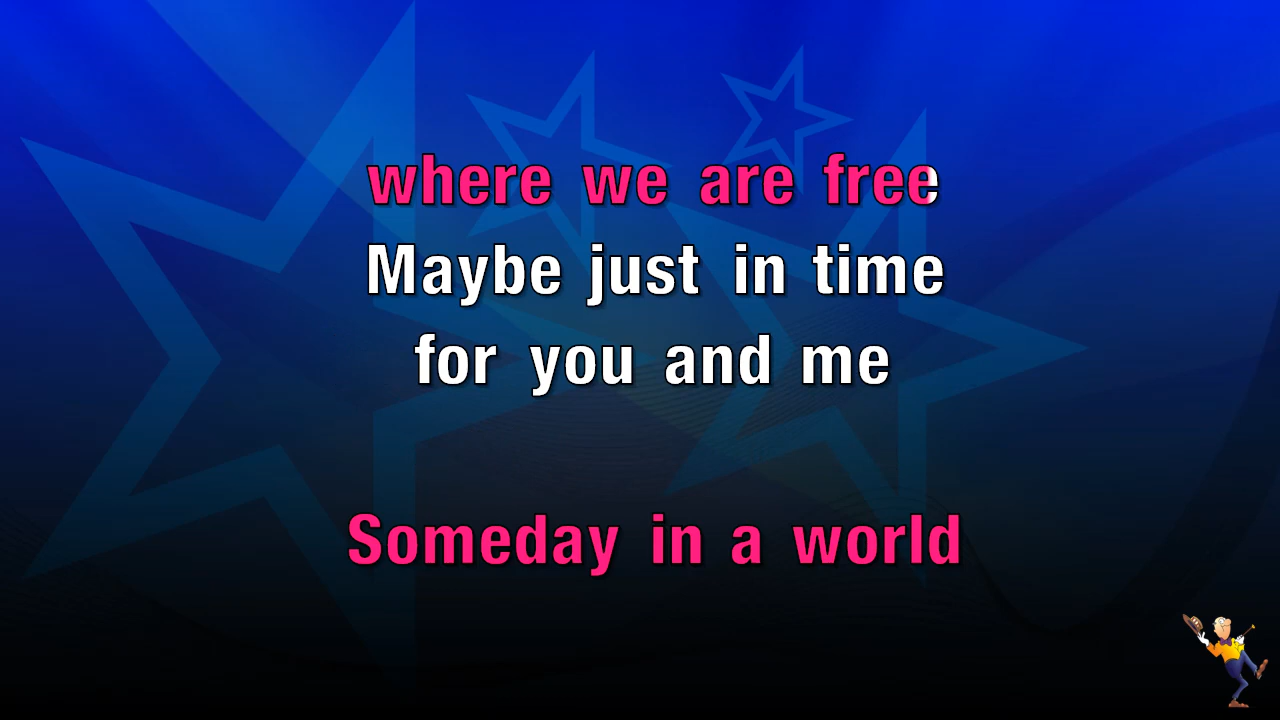 where we are free
Maybe just in time
for you and me
Someday in a world